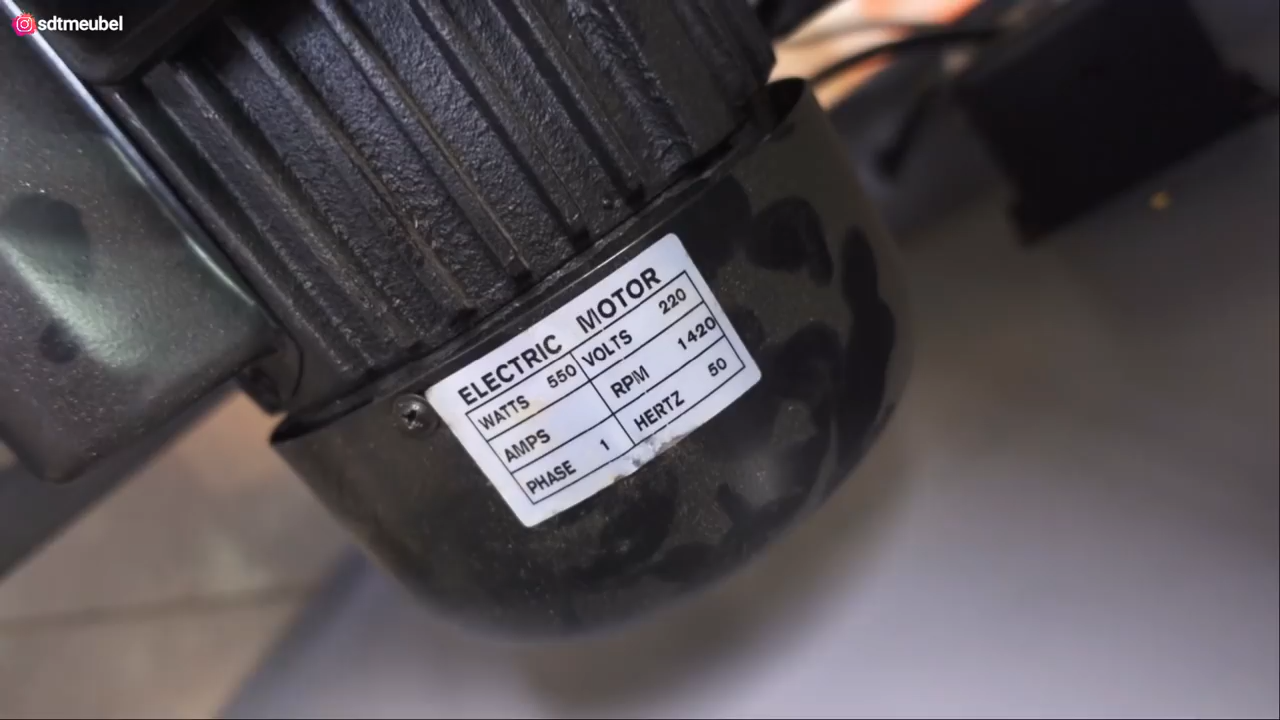 sdtmeubel
ELECTRIC MOTOR
WATTS 550 VOLTS 220
AMPS RPM 1420
PHASE 1 HERTZ 50